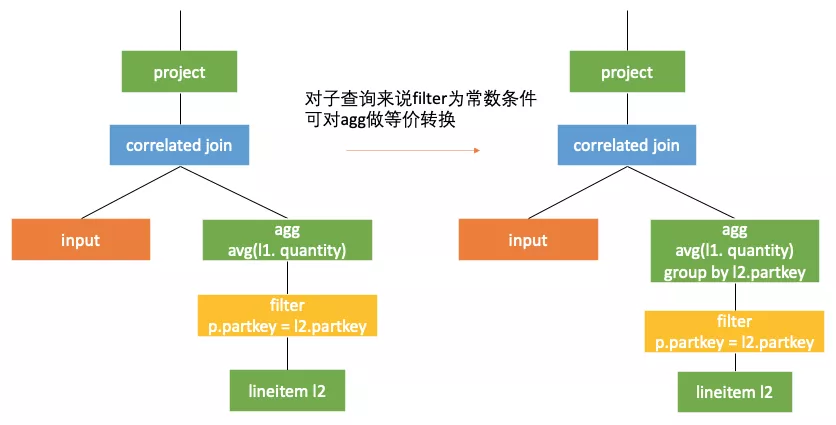 project
correlated join
input
agg
avg(l1. quantity)
filter
p.partkey = l2.partkey
lineitem l2
对子查询来说filter为常数条件
可对agg做等价转换
project
correlated join
input
agg
avg(l1. quantity)
group by l2.partkey
filter
p.partkey = l2.partkey
lineitem l2